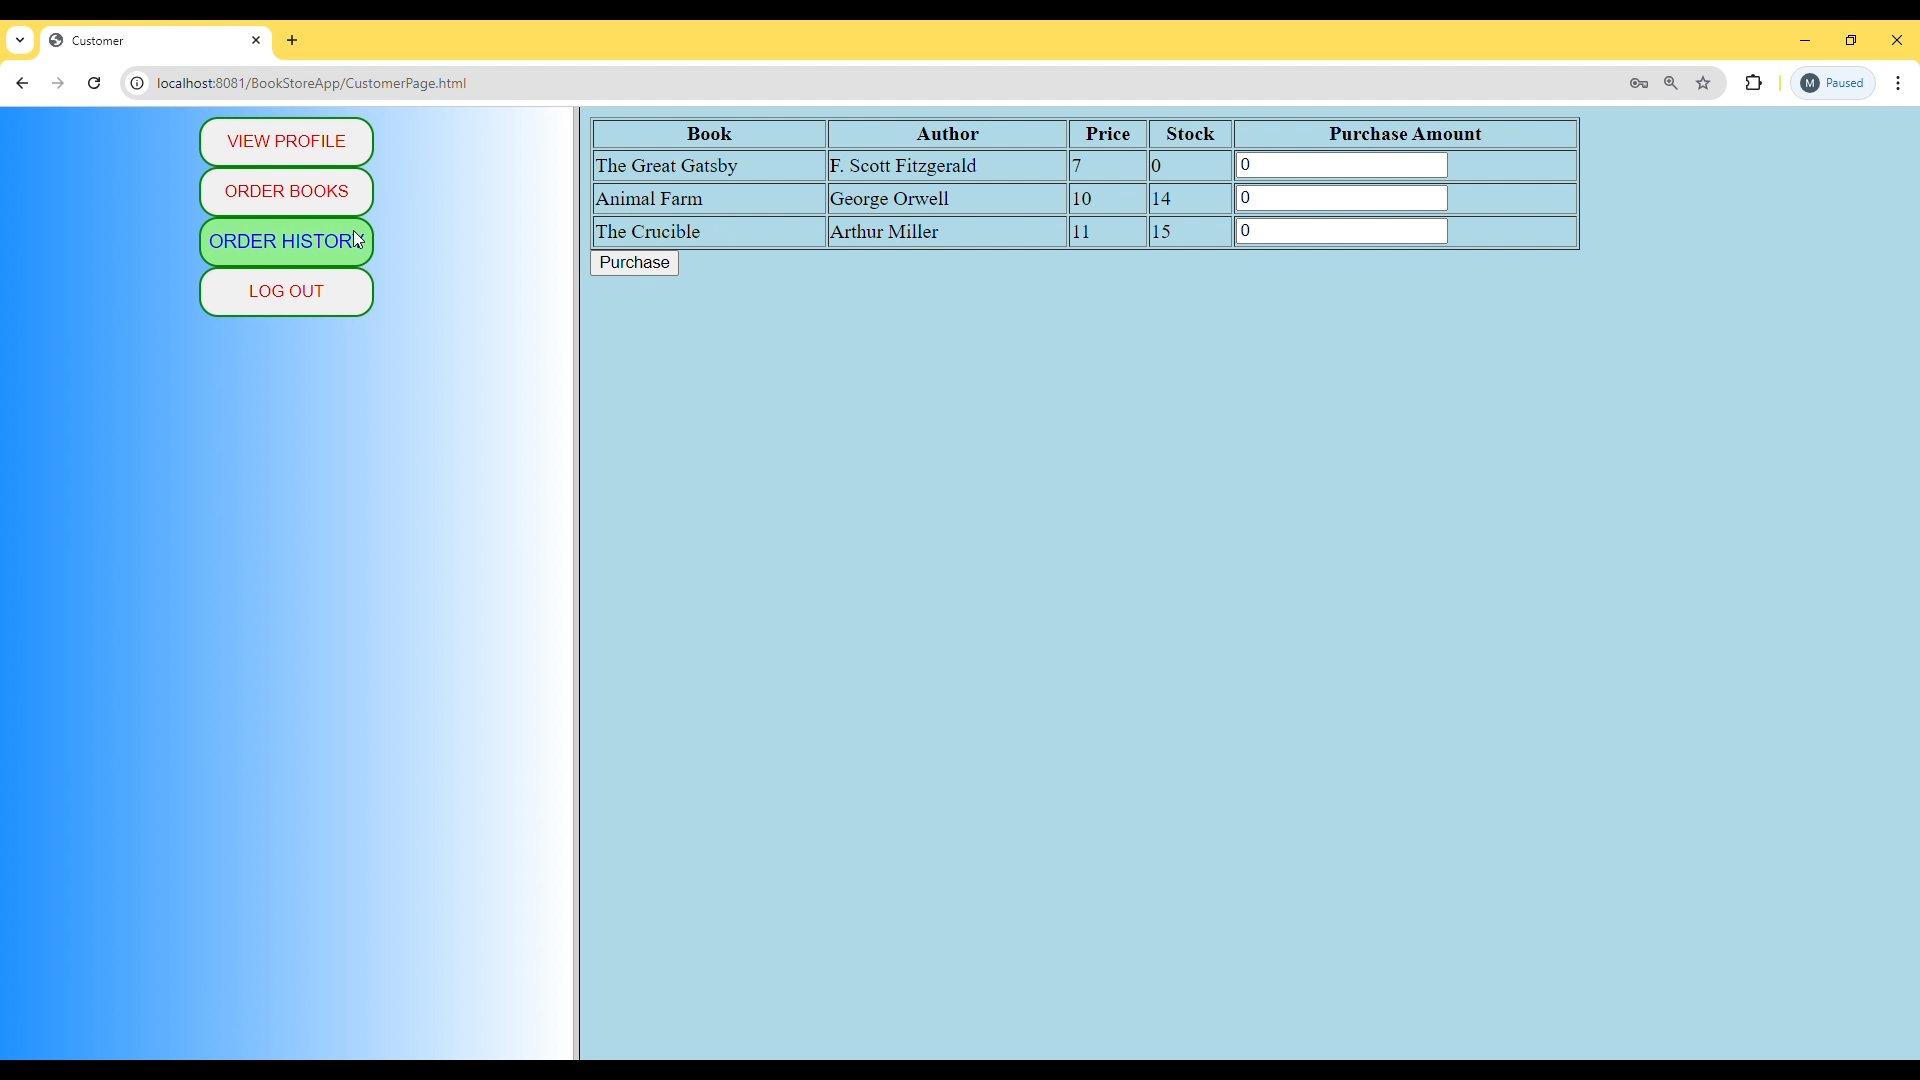 Customer
localhost:8081/BookStoreApp/CustomerPage.html
M Paused
VIEW PROFILE
ORDER BOOKS
ORDER HISTORY
LOG OUT
Book Author Price Stock Purchase Amount
The Great Gatsby F. Scott Fitzgerald 7 0 0
Animal Farm George Orwell 10 14 0
The Crucible Arthur Miller 11 15 0
Purchase